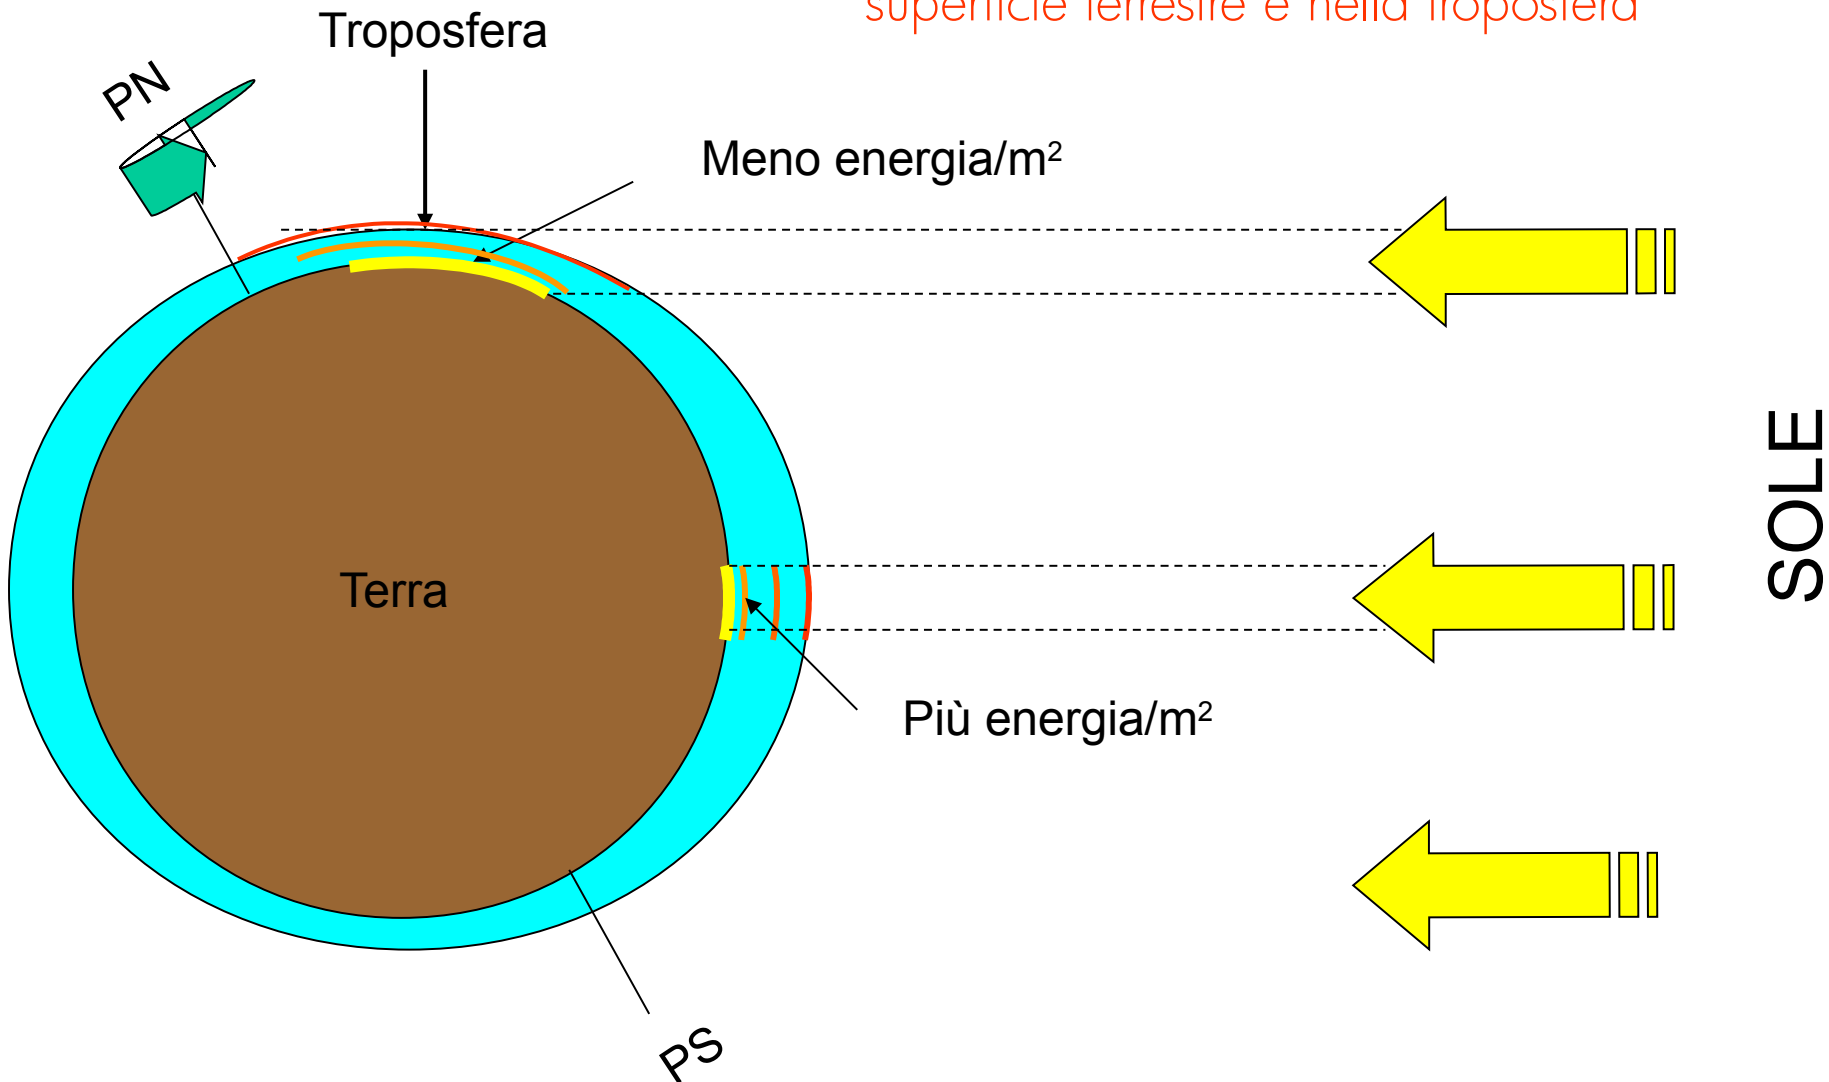 superficie terrestre e nella troposfera
Troposfera
PN
Meno energia/m²
SOLE
Terra
Più energia/m²
PS